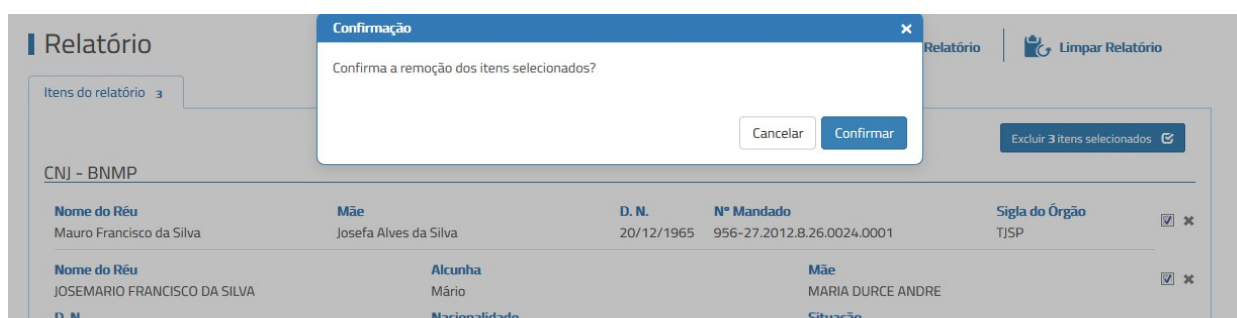 Relatório
Confirmação ×
Relatório
Limpar Relatório
Confirma a remoção dos itens selecionados?
Itens do relatório 3
Cancelar Confirmar
Excluir 3 itens selecionados
CNJ - BNMP
Nome do Réu Mãe D. N. Nº Mandado Sigla do Órgão
Mauro Francisco da Silva Josefa Alves da Silva 20/12/1965 956-27.2012.8.26.0024.0001 TJSP
Nome do Réu Alcunha Mãe
JOSEMARIO FRANCISCO DA SILVA Mário MARIA DURCE ANDRE
D. N. Nacionalidade Situação